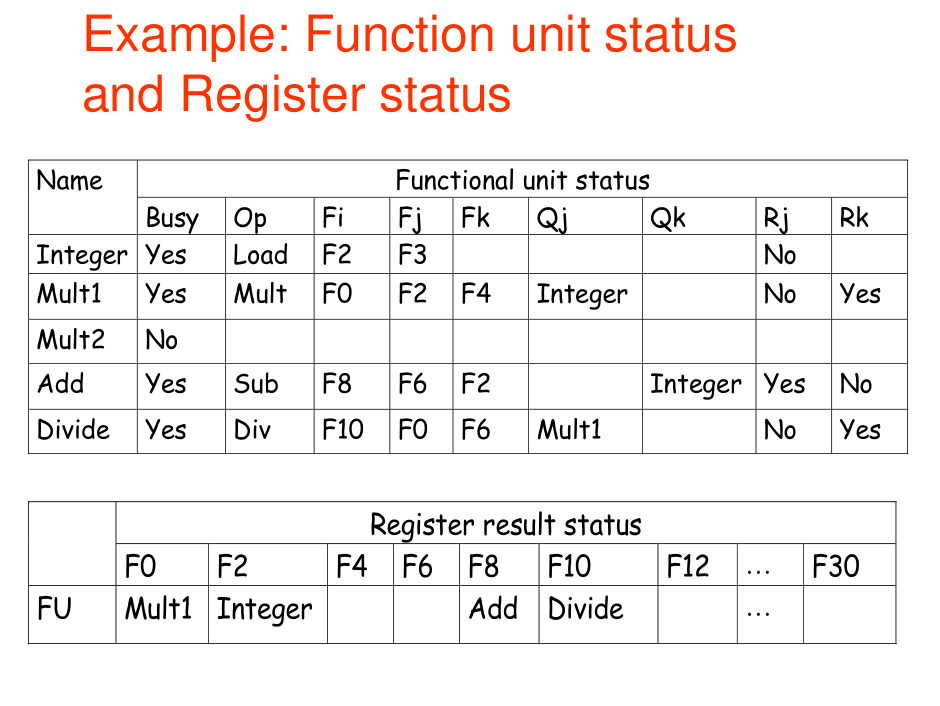 Example: Function unit status
and Register status
Name Functional unit status
Busy Op Fi Fj Fk Qj Qk Rj Rk
Integer Yes Load F2 F3 No
Mult1 Yes Mult F0 F2 F4 Integer No Yes
Mult2 No
Add Yes Sub F8 F6 F2 Integer Yes No
Divide Yes Div F10 F0 F6 Mult1 No Yes
Register result status
F0 F2 F4 F6 F8 F10 F12 … F30
FU Mult1 Integer Add Divide …